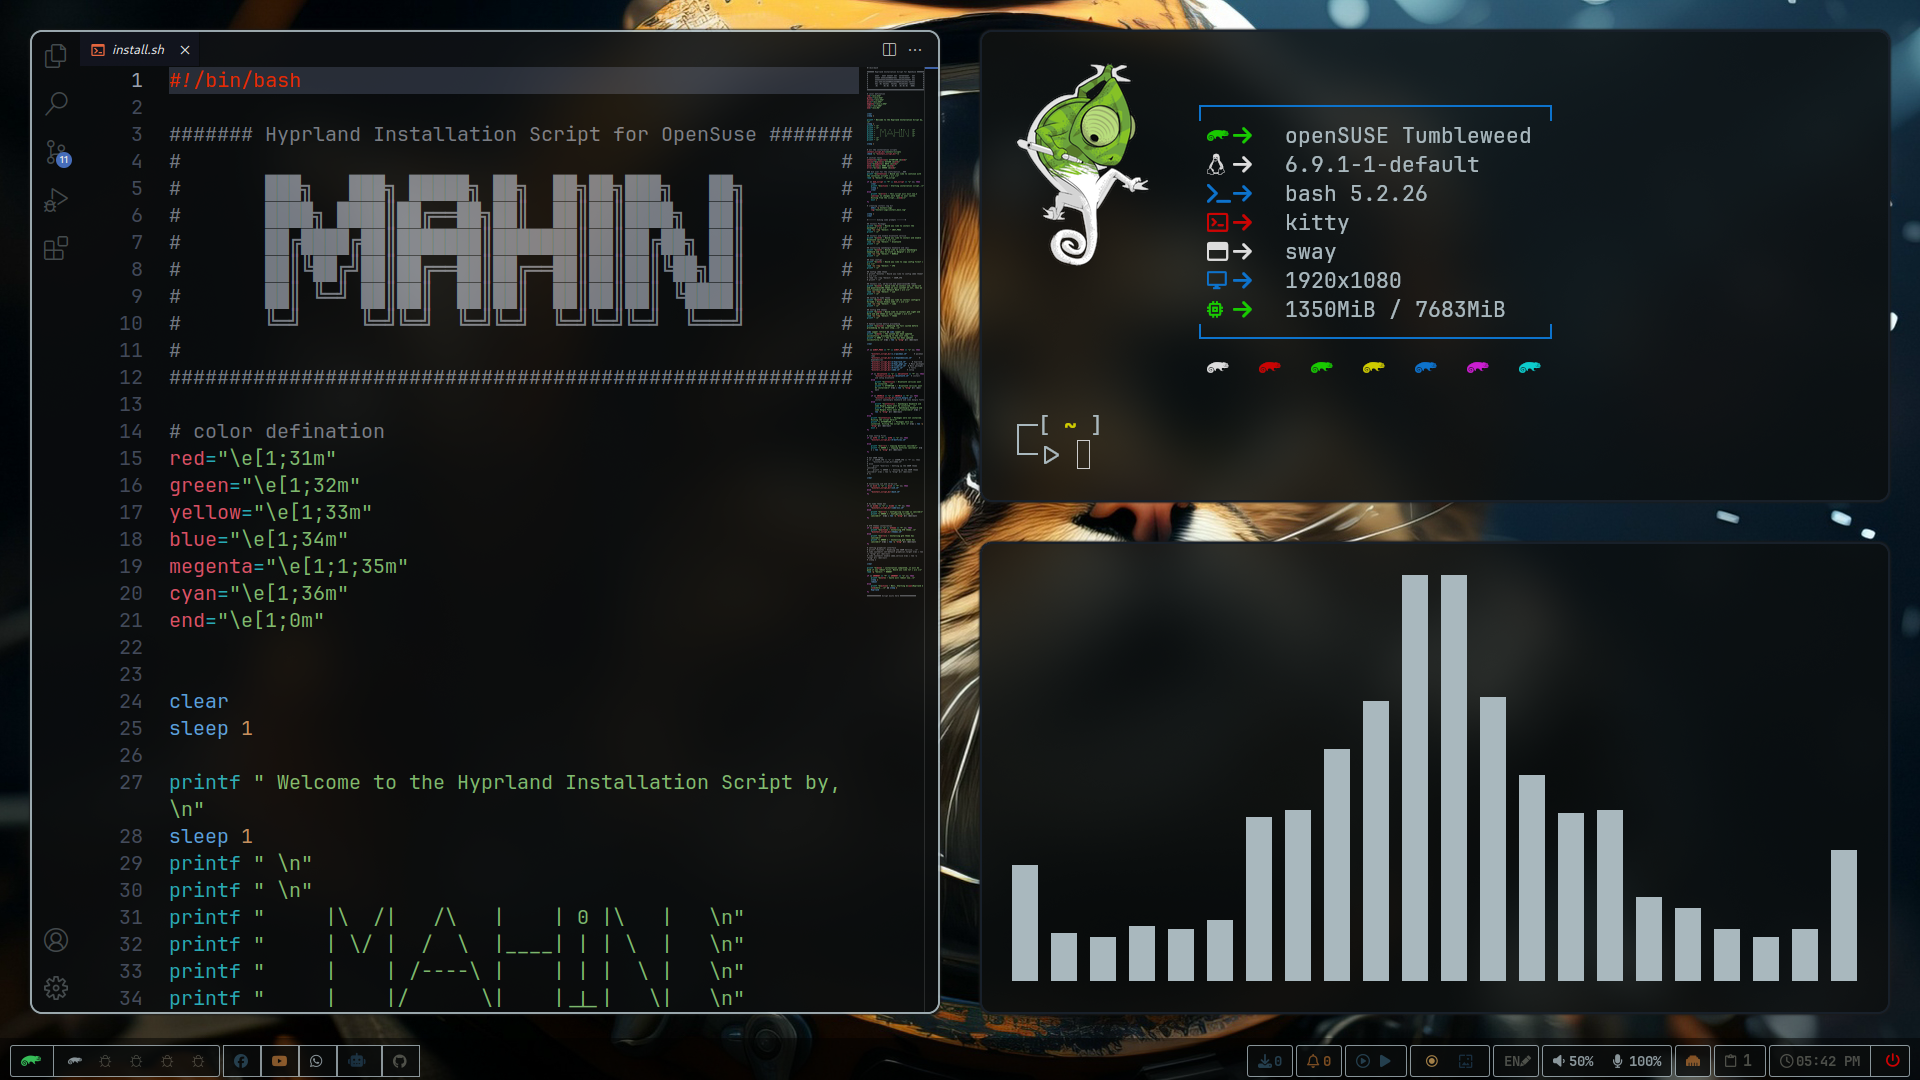 install.sh
1 #!/bin/bash
2
3 ####### Hyprland Installation Script for OpenSuse #######
4 # #
5 # #
6 # #
7 # MAHIN #
8 # #
9 # #
10 # #
11 # #
12 #########################################################
13
14 # color defination
15 red="\e[1;31m"
16 green="\e[1;32m"
17 yellow="\e[1;33m"
18 blue="\e[1;34m"
19 megenta="\e[1;1;35m"
20 cyan="\e[1;36m"
21 end="\e[1;0m"
22
23
24 clear
25 sleep 1
26
27 printf " Welcome to the Hyprland Installation Script by,
\n"
28 sleep 1
29 printf " \n"
30 printf " \n"
31 printf "     |\  /|   /\   |    | 0 |\   |   \n"
32 printf "     | \/ |  /  \  |____| | | \  |   \n"
33 printf "     |    | /----\ |    | | |  \ |   \n"
34 printf "     |    |/      \|    |_|_|   \|   \n"
11
openSUSE Tumbleweed
6.9.1-1-default
bash 5.2.26
kitty
sway
1920x1080
1350MiB / 7683MiB
[ ~ ]
0
0
EN
50%
100%
1
05:42 PM